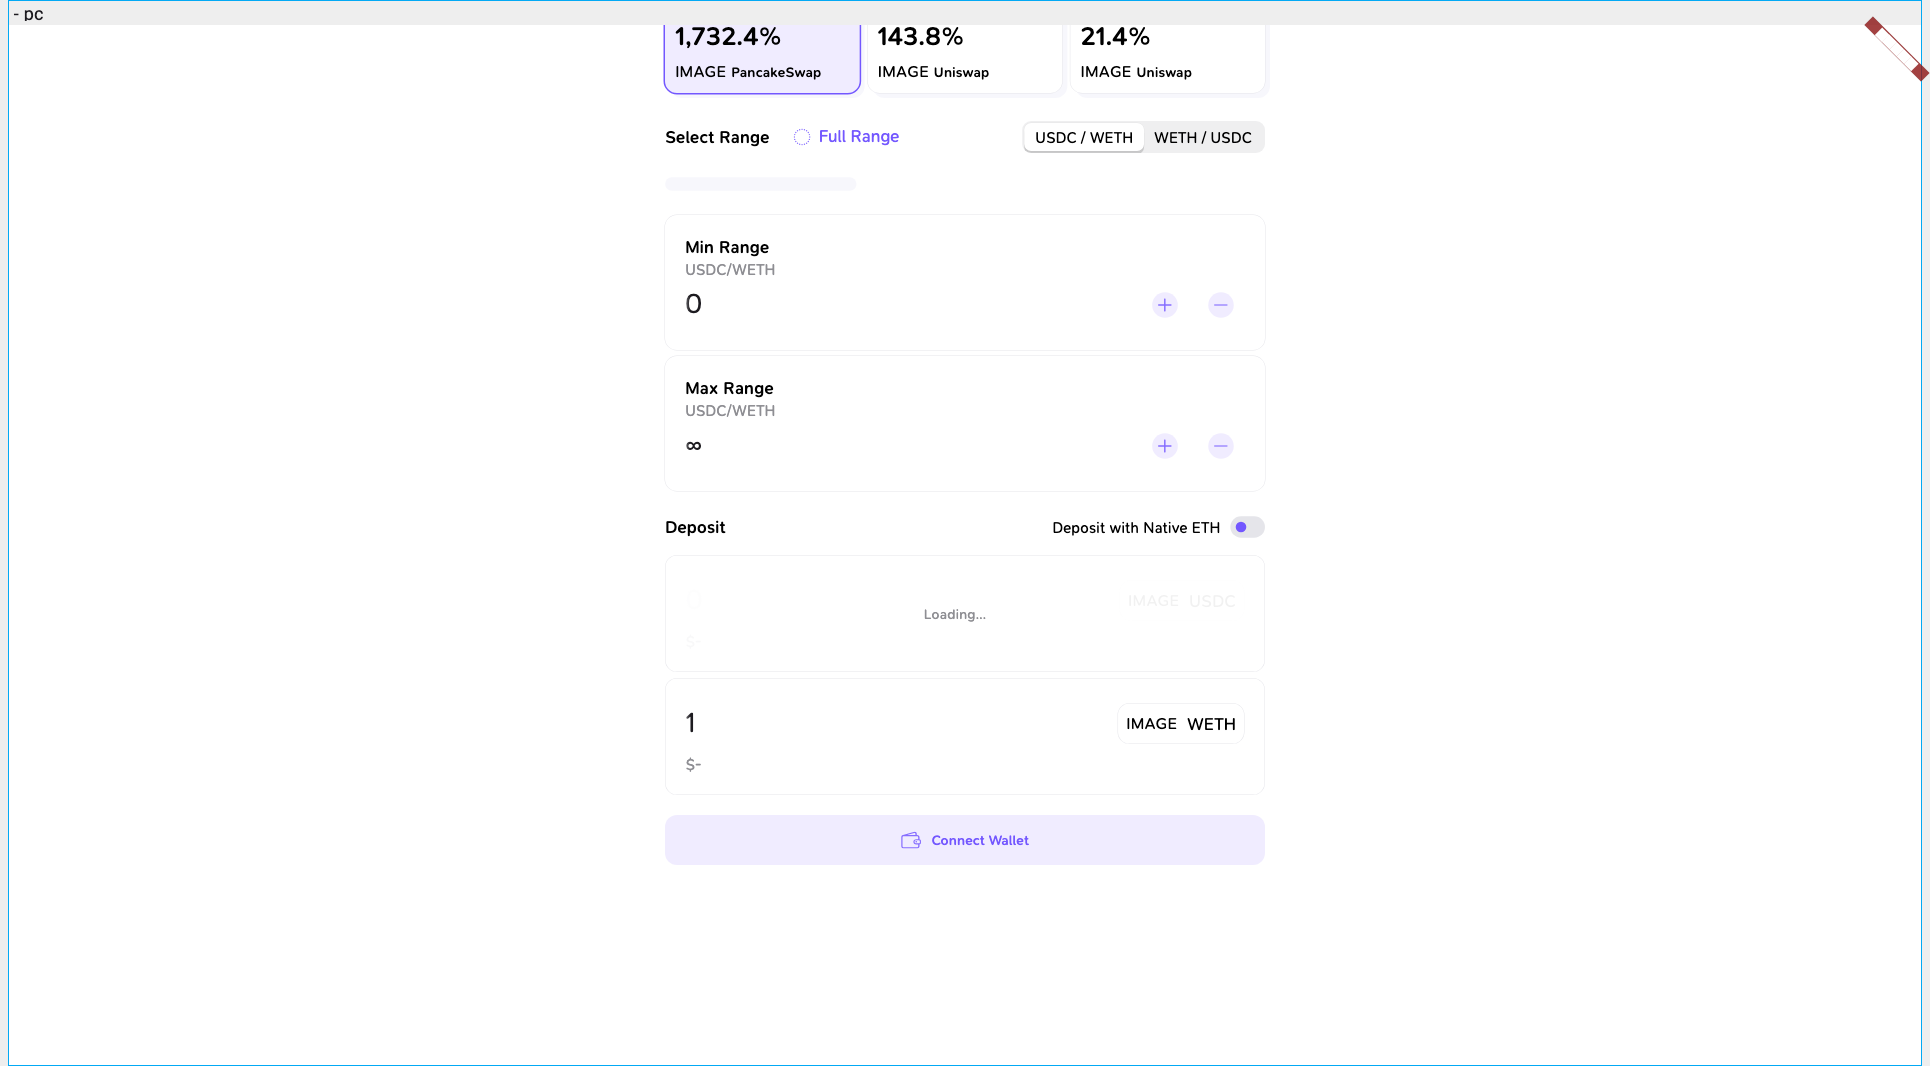 - pc
1,732.4%
143.8%
21.4%
IMAGE PancakeSwap
IMAGE Uniswap
IMAGE Uniswap
Select Range
Full Range
USDC / WETH
WETH / USDC
Min Range
USDC/WETH
0
Max Range
USDC/WETH
∞
Deposit
Deposit with Native ETH
IMAGE USDC
Loading...
$-
1
IMAGE WETH
$-
Connect Wallet